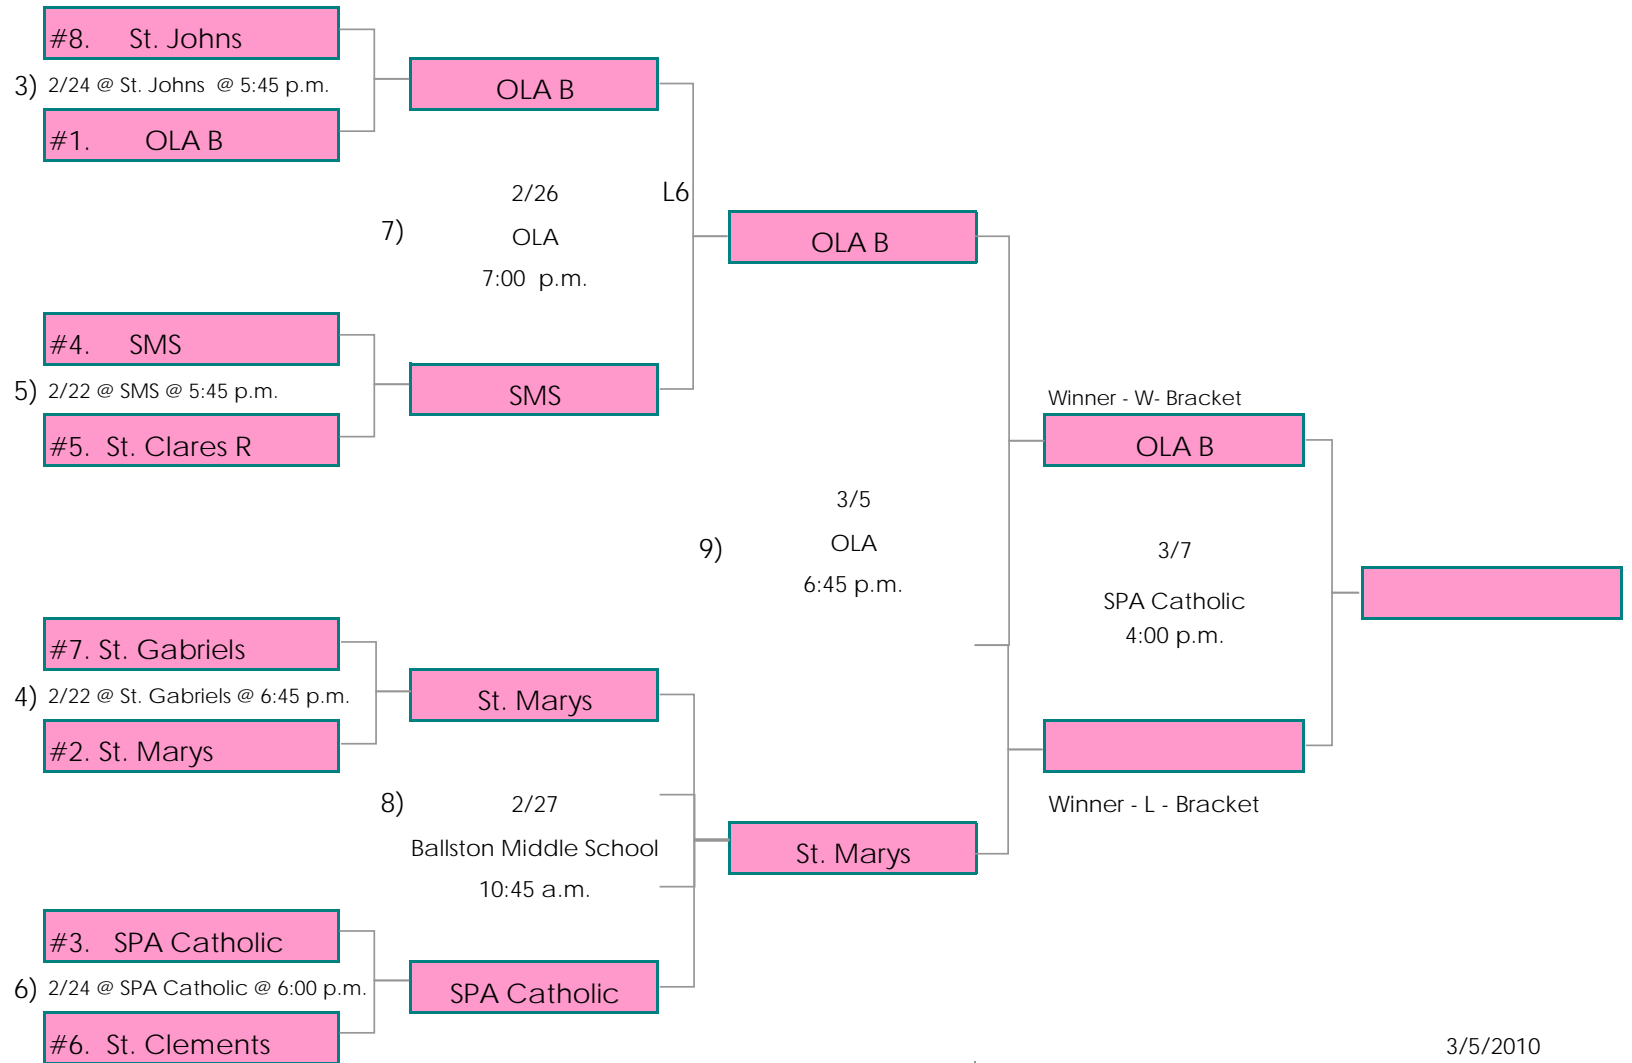 #8. St. Johns
3) 2/24 @ St. Johns @ 5:45 p.m.
OLA B
#1. OLA B
2/26
L6
7)
OLA
OLA B
7:00 p.m.
#4. SMS
5) 2/22 @ SMS @ 5:45 p.m.
SMS
Winner - W- Bracket
#5. St. Clares R
OLA B
3/5
9)
OLA
3/7
6:45 p.m.
SPA Catholic
4:00 p.m.
#7. St. Gabriels
4) 2/22 @ St. Gabriels @ 6:45 p.m.
St. Marys
#2. St. Marys
8)
2/27
Winner - L - Bracket
Ballston Middle School
St. Marys
10:45 a.m.
#3. SPA Catholic
6) 2/24 @ SPA Catholic @ 6:00 p.m.
SPA Catholic
#6. St. Clements
3/5/2010